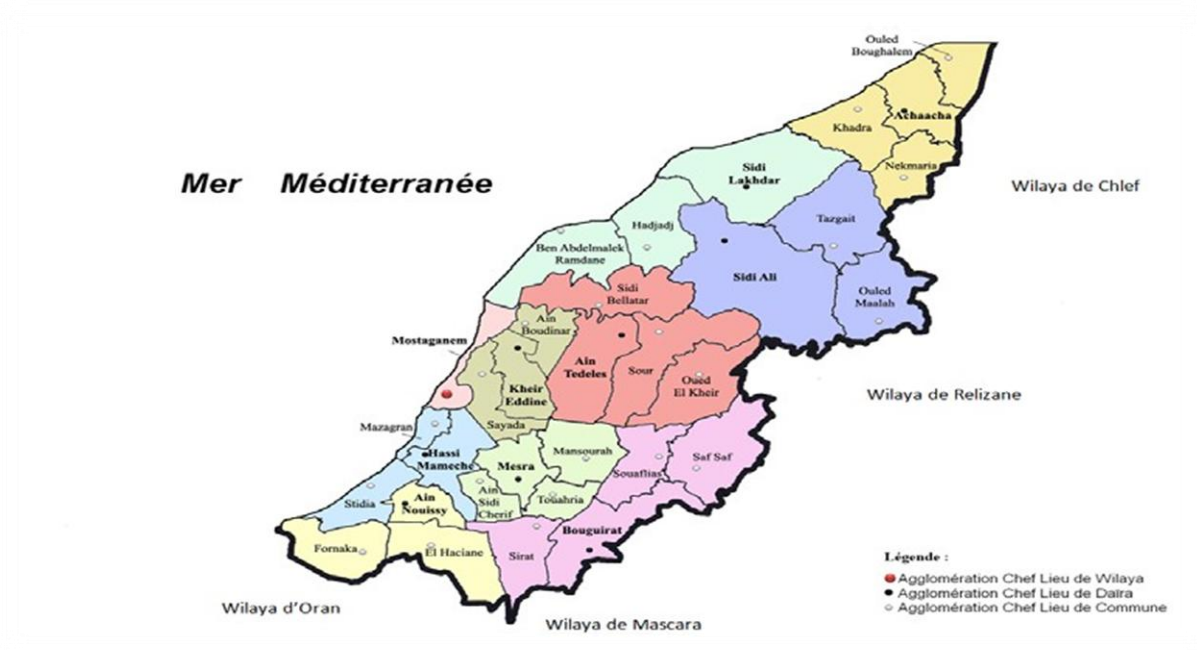 Ouled
Boughalem
Achaacha
Khadra
Nekmaria
Sidi
Lakhdar
Mer Méditerranée
Wilaya de Chlef
Tazgait
Hadjadj
Ben Abdelmalek
Ramdane
Sidi Ali
Sidi
Bellatar
Ouled
Maalah
Ain
Boudinar
Mostaganem
Ain
Tedeles
Sour
Oued
El Kheir
Kheir
Eddine
Wilaya de Relizane
Sayada
Mazagran
Hassi
Mameche
Mansourah
Mesra
Souaflias
Saf Saf
Stidia
Ain
Nouissy
Ain
Sidi
Cherif
Touahria
Bouguirat
Fornaka
El Haciane
Sirat
Légende :
Agglomération Chef Lieu de Wilaya
Agglomération Chef Lieu de Daïra
Agglomération Chef Lieu de Commune
Wilaya d'Oran
Wilaya de Mascara